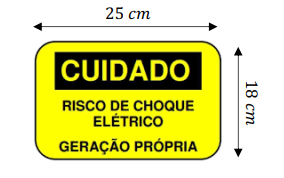 25 cm
CUIDADO
RISCO DE CHOQUE
ELÉTRICO
GERAÇÃO PRÓPRIA
18 cm